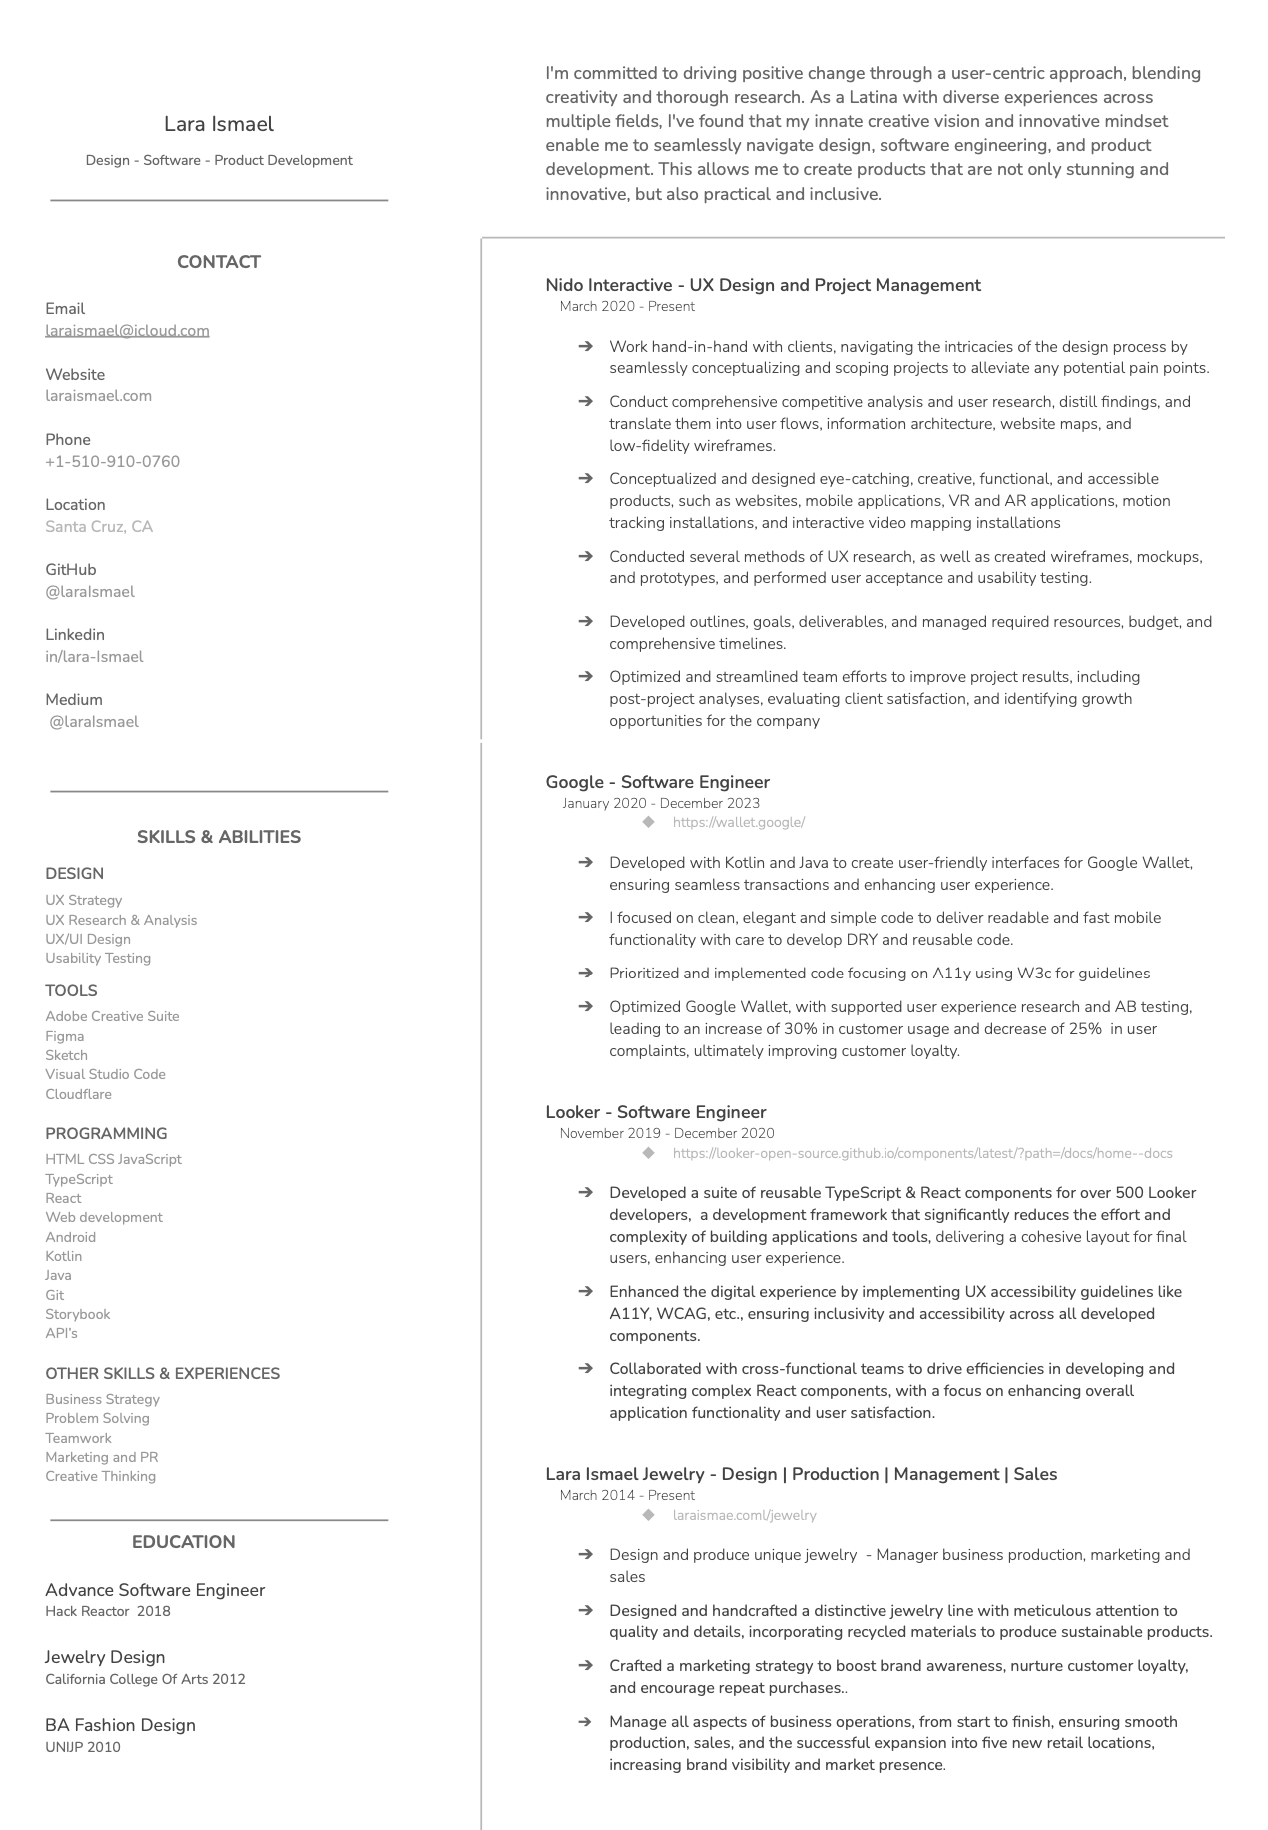 Lara Ismael
Design - Software - Product Development
CONTACT
Email
laraismael@icloud.com
Website
laraismael.com
Phone
+1-510-910-0760
Location
Santa Cruz, CA
GitHub
@laraIsmael
Linkedin
in/lara-Ismael
Medium
@laraIsmael
SKILLS & ABILITIES
DESIGN
UX Strategy
UX Research & Analysis
UX/UI Design
Usability Testing
TOOLS
Adobe Creative Suite
Figma
Sketch
Visual Studio Code
Cloudflare
PROGRAMMING
HTML CSS JavaScript
TypeScript
React
Web development
Android
Kotlin
Java
Git
Storybook
API's
OTHER SKILLS & EXPERIENCES
Business Strategy
Problem Solving
Teamwork
Marketing and PR
Creative Thinking
EDUCATION
Advance Software Engineer
Hack Reactor  2018
Jewelry Design
California College Of Arts 2012
BA Fashion Design
UNIJP 2010
I'm committed to driving positive change through a user-centric approach, blending
creativity and thorough research. As a Latina with diverse experiences across
multiple fields, I've found that my innate creative vision and innovative mindset
enable me to seamlessly navigate design, software engineering, and product
development. This allows me to create products that are not only stunning and
innovative, but also practical and inclusive.
Nido Interactive - UX Design and Project Management
March 2020 - Present
➔ Work hand-in-hand with clients, navigating the intricacies of the design process by
seamlessly conceptualizing and scoping projects to alleviate any potential pain points.
➔ Conduct comprehensive competitive analysis and user research, distill findings, and
translate them into user flows, information architecture, website maps, and
low-fidelity wireframes.
➔ Conceptualized and designed eye-catching, creative, functional, and accessible
products, such as websites, mobile applications, VR and AR applications, motion
tracking installations, and interactive video mapping installations
➔ Conducted several methods of UX research, as well as created wireframes, mockups,
and prototypes, and performed user acceptance and usability testing.
➔ Developed outlines, goals, deliverables, and managed required resources, budget, and
comprehensive timelines.
➔ Optimized and streamlined team efforts to improve project results, including
post-project analyses, evaluating client satisfaction, and identifying growth
opportunities for the company
Google - Software Engineer
January 2020 - December 2023
◆ https://wallet.google/
➔ Developed with Kotlin and Java to create user-friendly interfaces for Google Wallet,
ensuring seamless transactions and enhancing user experience.
➔ I focused on clean, elegant and simple code to deliver readable and fast mobile
functionality with care to develop DRY and reusable code.
➔ Prioritized and implemented code focusing on A11y using W3c for guidelines
➔ Optimized Google Wallet, with supported user experience research and AB testing,
leading to an increase of 30% in customer usage and decrease of 25%  in user
complaints, ultimately improving customer loyalty.
Looker - Software Engineer
November 2019 - December 2020
◆ https://looker-open-source.github.io/components/latest/?path=/docs/home--docs
➔ Developed a suite of reusable TypeScript & React components for over 500 Looker
developers,  a development framework that significantly reduces the effort and
complexity of building applications and tools, delivering a cohesive layout for final
users, enhancing user experience.
➔ Enhanced the digital experience by implementing UX accessibility guidelines like
A11Y, WCAG, etc., ensuring inclusivity and accessibility across all developed
components.
➔ Collaborated with cross-functional teams to drive efficiencies in developing and
integrating complex React components, with a focus on enhancing overall
application functionality and user satisfaction.
Lara Ismael Jewelry - Design | Production | Management | Sales
March 2014 - Present
◆ laraismae.coml/jewelry
➔ Design and produce unique jewelry  - Manager business production, marketing and
sales
➔ Designed and handcrafted a distinctive jewelry line with meticulous attention to
quality and details, incorporating recycled materials to produce sustainable products.
➔ Crafted a marketing strategy to boost brand awareness, nurture customer loyalty,
and encourage repeat purchases..
➔ Manage all aspects of business operations, from start to finish, ensuring smooth
production, sales, and the successful expansion into five new retail locations,
increasing brand visibility and market presence.